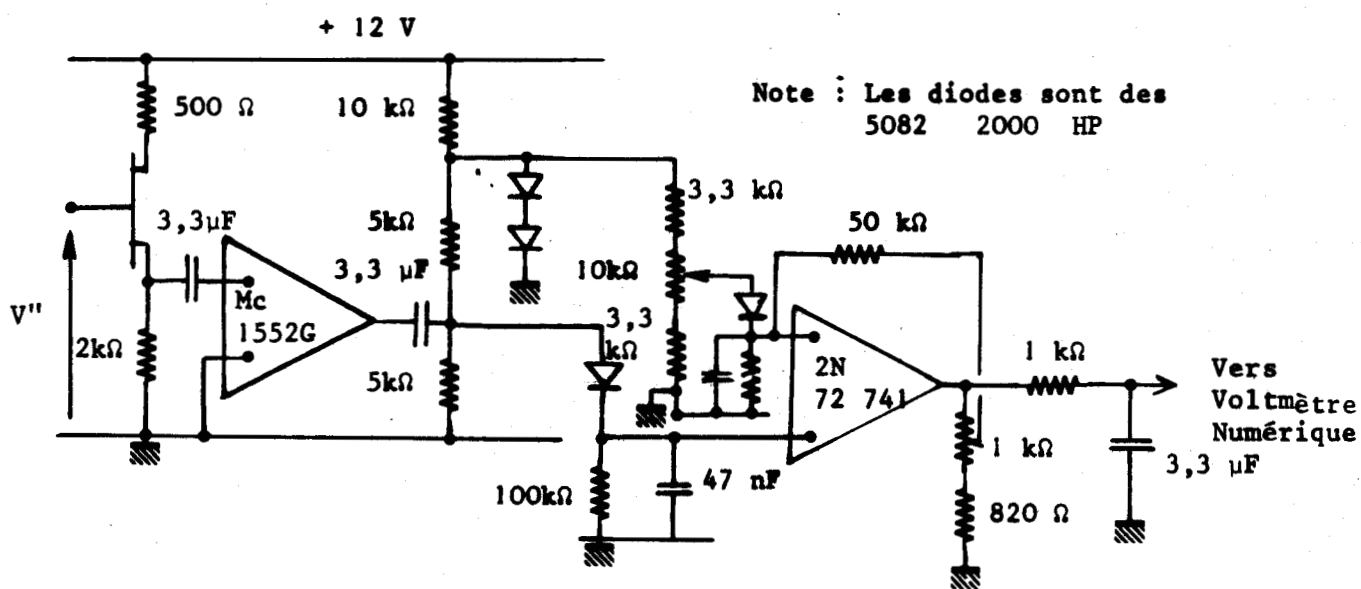 + 12 V
500 Ω
10 kΩ
Note : Les diodes sont des
5082 2000 HP
3,3 kΩ
3,3µF
5kΩ
50 kΩ
3,3 µF
10kΩ
V"
Mc
1552G
3,3
kΩ
2kΩ
5kΩ
2N
72 741
1 kΩ
Vers
Voltmètre
Numérique
1 kΩ
3,3 µF
100kΩ
47 nF
820 Ω